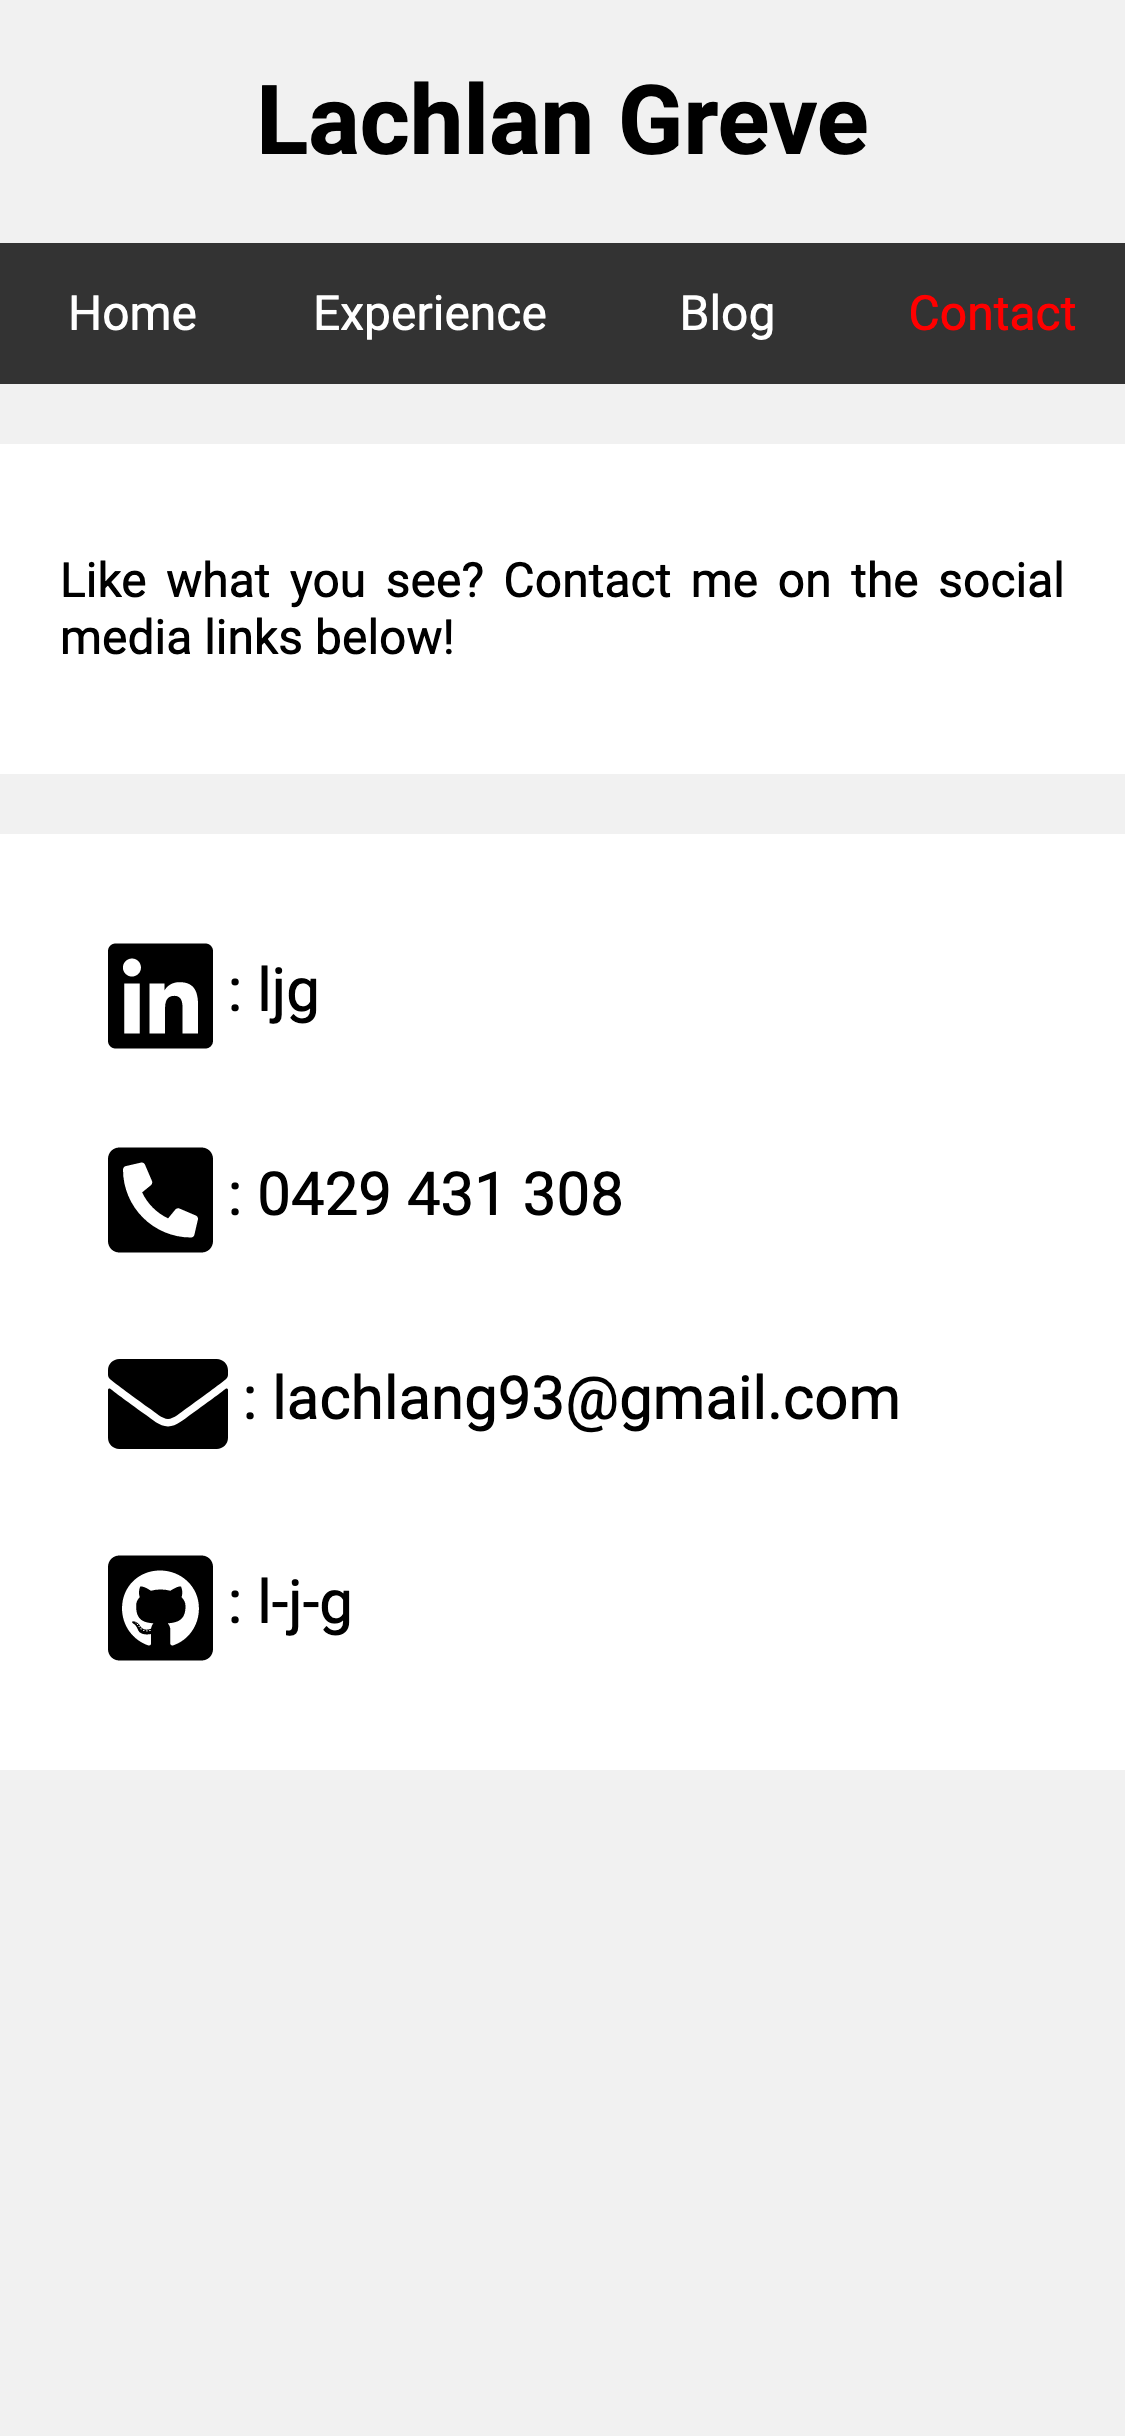 Lachlan Greve
Home Experience Blog Contact
Like what you see? Contact me on the social
media links below!
in : ljg
: 0429 431 308
: lachlang93@gmail.com
: l-j-g